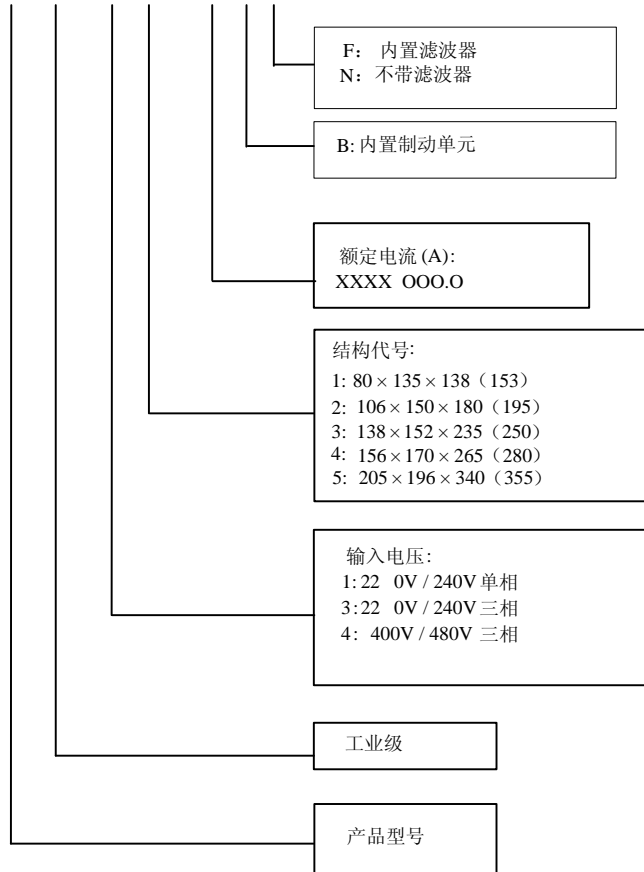 F： 内置滤波器
N：不带滤波器
B: 内置制动单元
额定电流 (A):
XXXX OOO.O
结构代号:
1: 80 × 135 × 138（153）
2: 106 × 150 × 180（195）
3: 138 × 152 × 235（250）
4: 156 × 170 × 265（280）
5: 205 × 196 × 340（355）
输入电压:
1: 22 0V / 240V 单相
3: 22 0V / 240V 三相
4: 400V / 480V 三相
工业级
产品型号